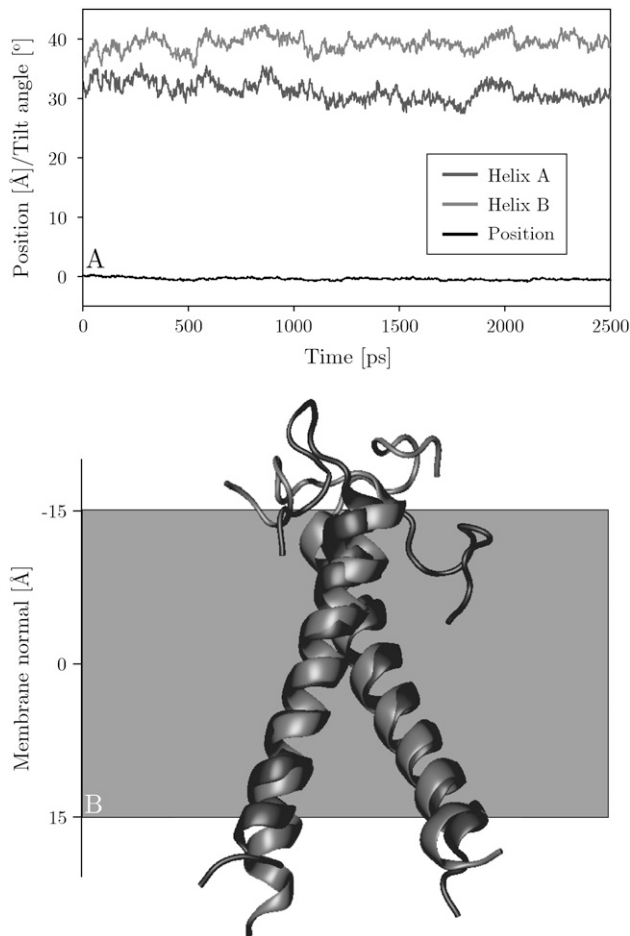 Position [Å]/Tilt angle [º]
40
30
20
10
0
A
Helix A
Helix B
Position
0
500
1000
1500
2000
2500
Time [ps]
Membrane normal [Å]
-15
0
15
B